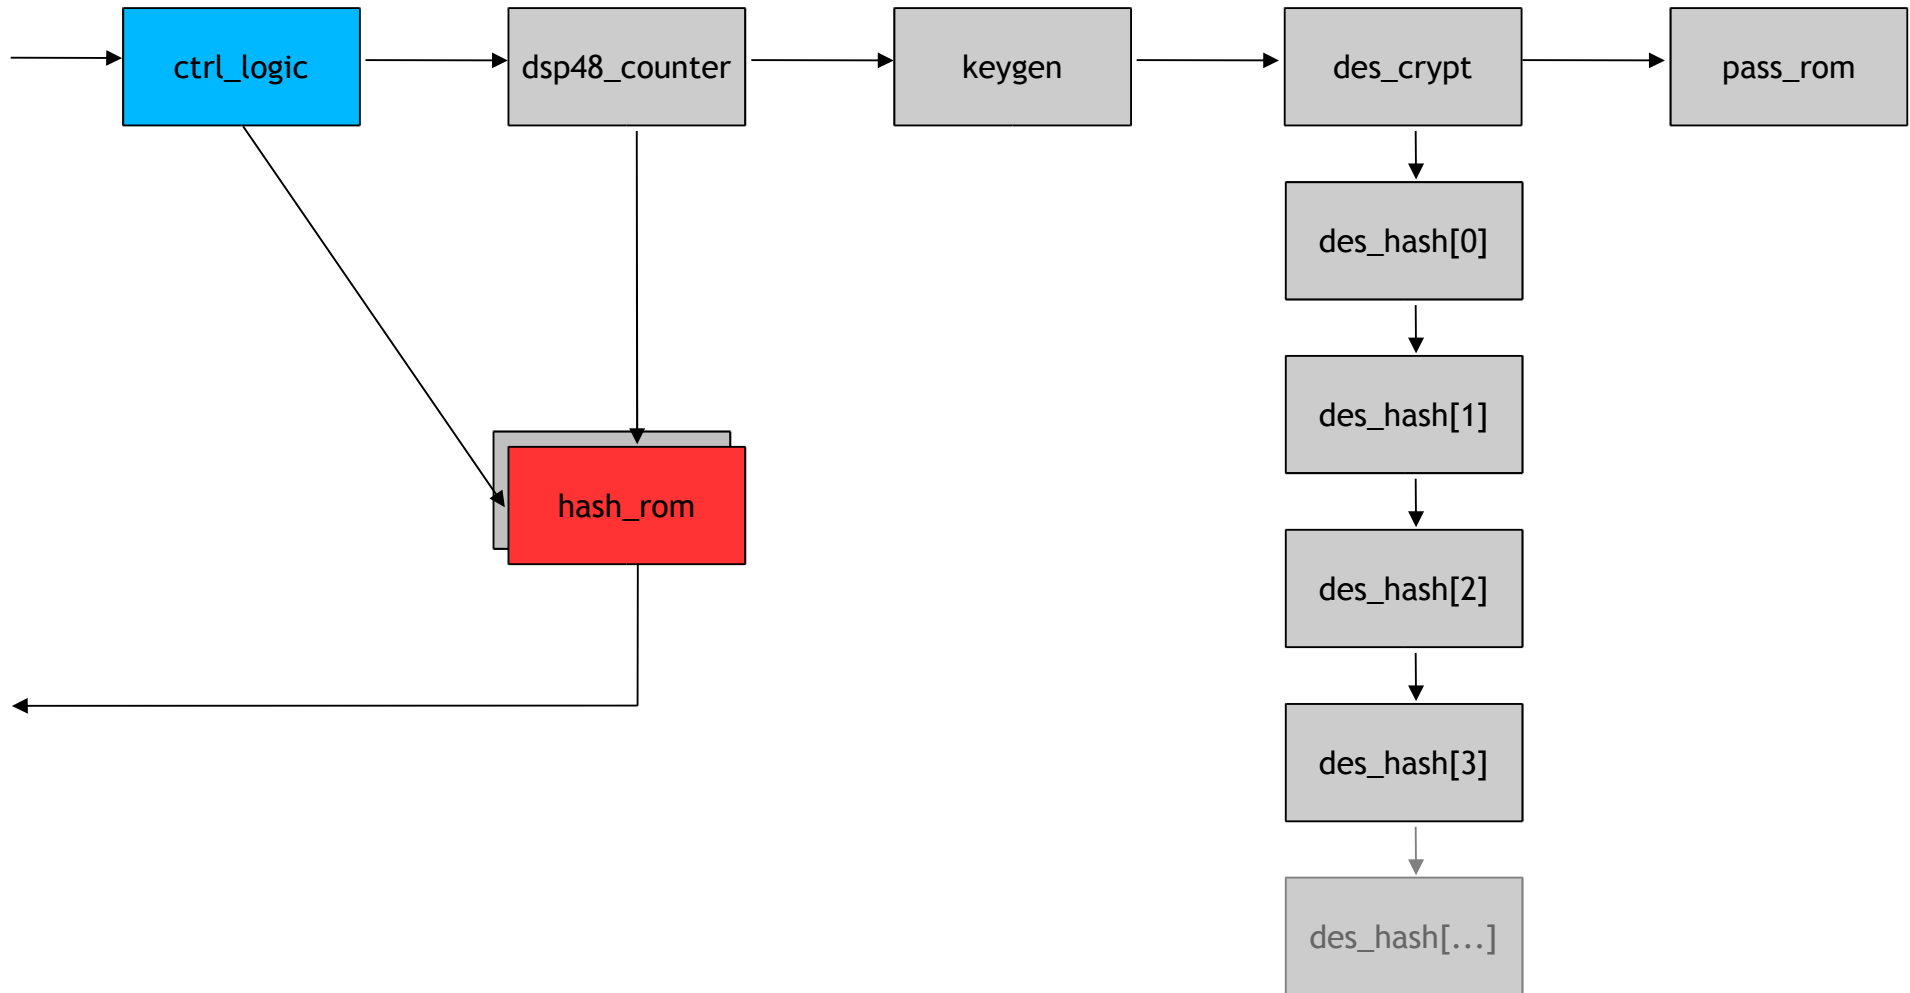 ctrl_logic
dsp48_counter
keygen
des_crypt
pass_rom
des_hash[0]
des_hash[1]
hash_rom
des_hash[2]
des_hash[3]
des_hash[...]